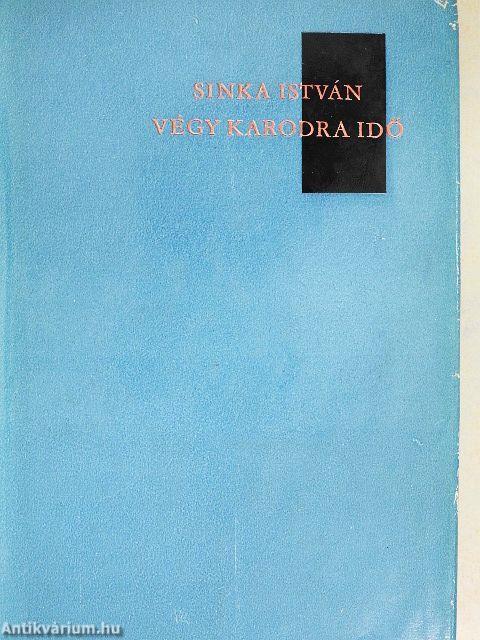 SINKA ISTVÁN
VÉGY KARODRA IDŐ
Antikvárium.hu